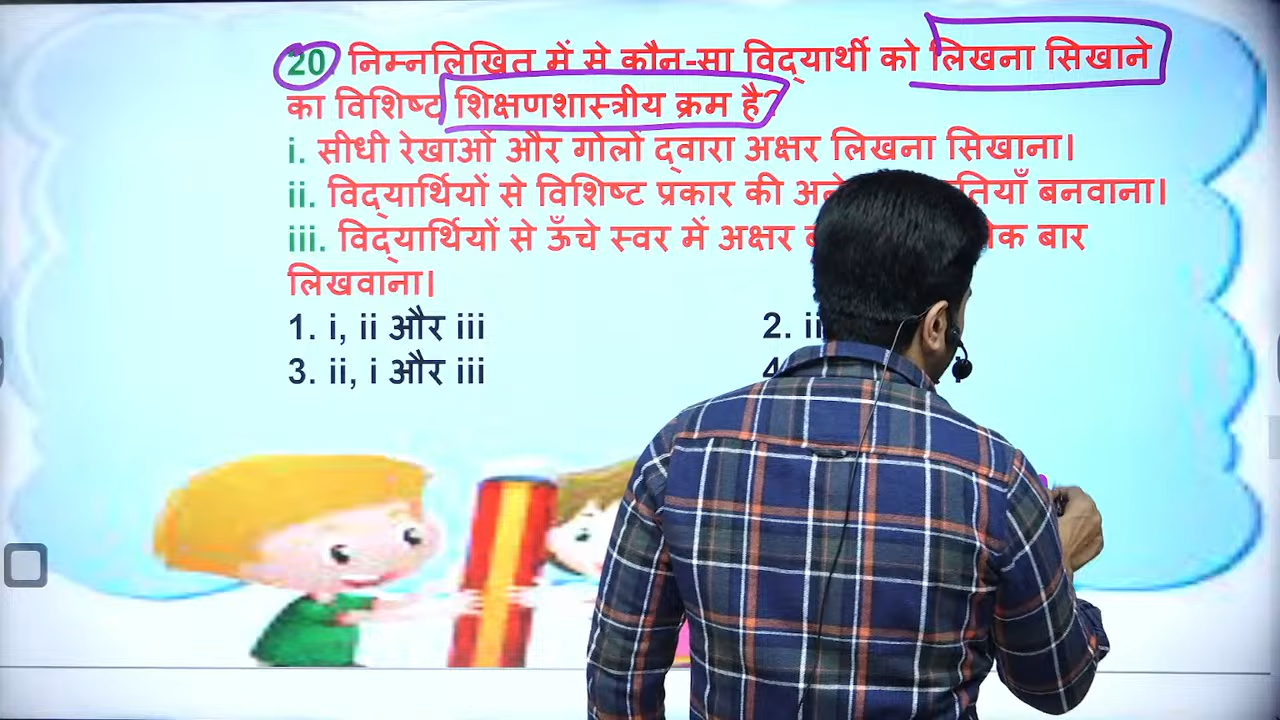 20. निम्नलिखित में से कौन-सा विद्यार्थी को लिखना सिखाने
का विशिष्ट शिक्षणशास्त्रीय क्रम है?
i. सीधी रेखाओं और गोलों द्वारा अक्षर लिखना सिखाना।
ii. विद्यार्थियों से विशिष्ट प्रकार की बनवाना।
iii. विद्यार्थियों से ऊँचे स्वर में अक्षर बार
लिखवाना।
1. i, ii और iii
2.
3. ii, i और iii